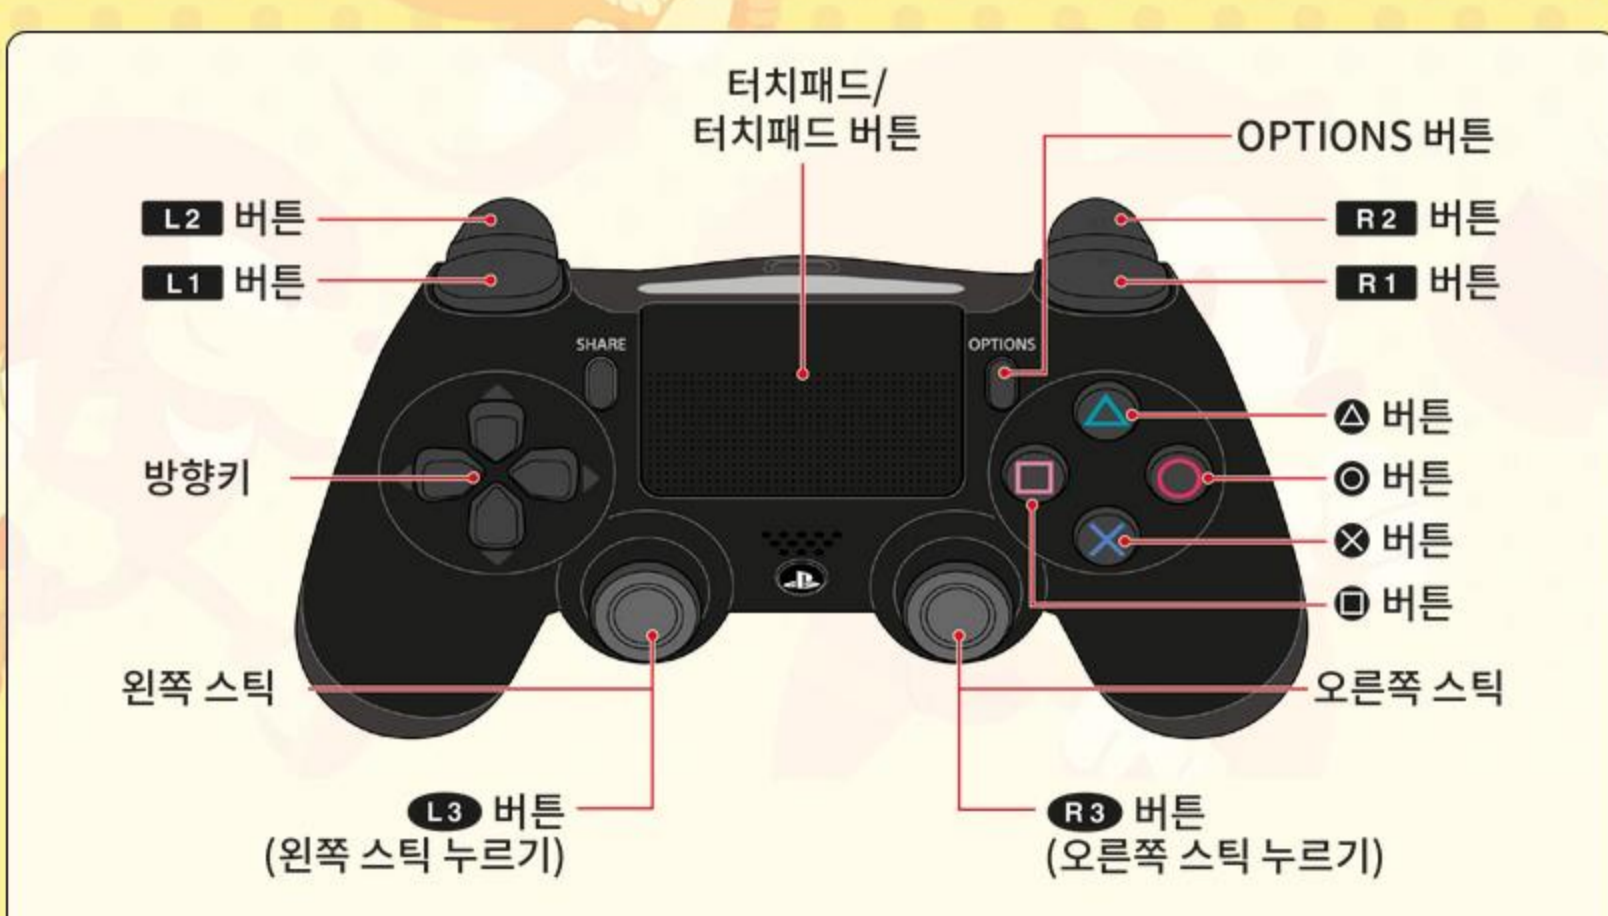 터치패드/
터치패드 버튼
OPTIONS 버튼
L2 버튼
R2 버튼
L1 버튼
R1 버튼
SHARE
OPTIONS
△ 버튼
방향키
○ 버튼
× 버튼
□ 버튼
왼쪽 스틱
오른쪽 스틱
L3 버튼
(왼쪽 스틱 누르기)
R3 버튼
(오른쪽 스틱 누르기)